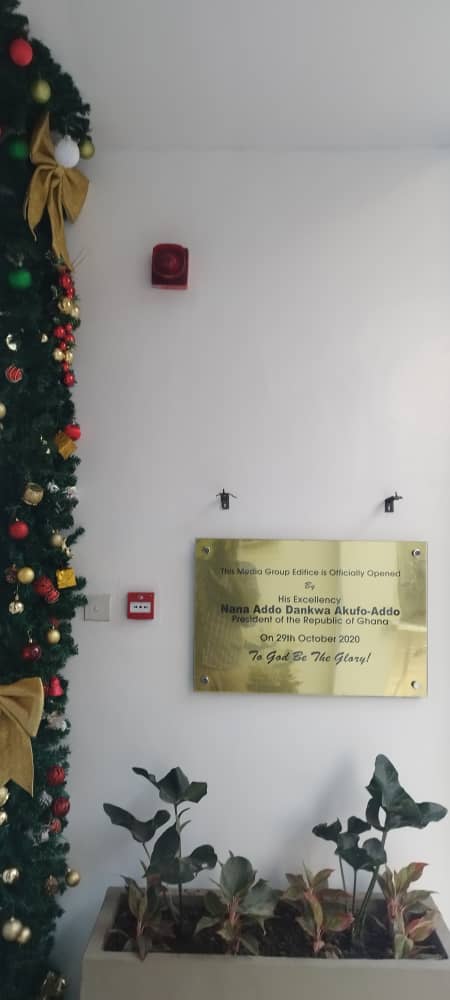 This Media Group Edifice is Officially Opened
By
His Excellency
Nana Addo Dankwa Akufo-Addo
President of the Republic of Ghana
On 29th October 2020
To God Be The Glory!